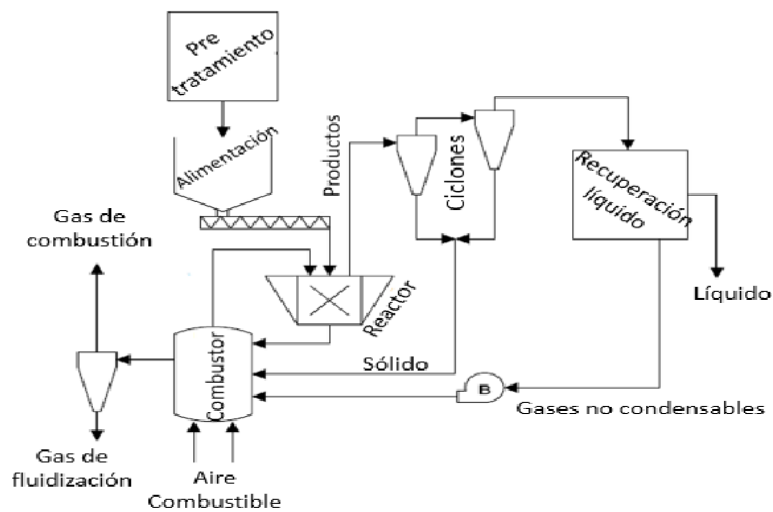 Pre
tratamiento
Alimentación
Productos
Ciclones
Recuperación
líquido
Gas de
combustión
Líquido
Reactor
Combustor
Sólido
B
Gases no condensables
Gas de
fluidización
Aire
Combustible